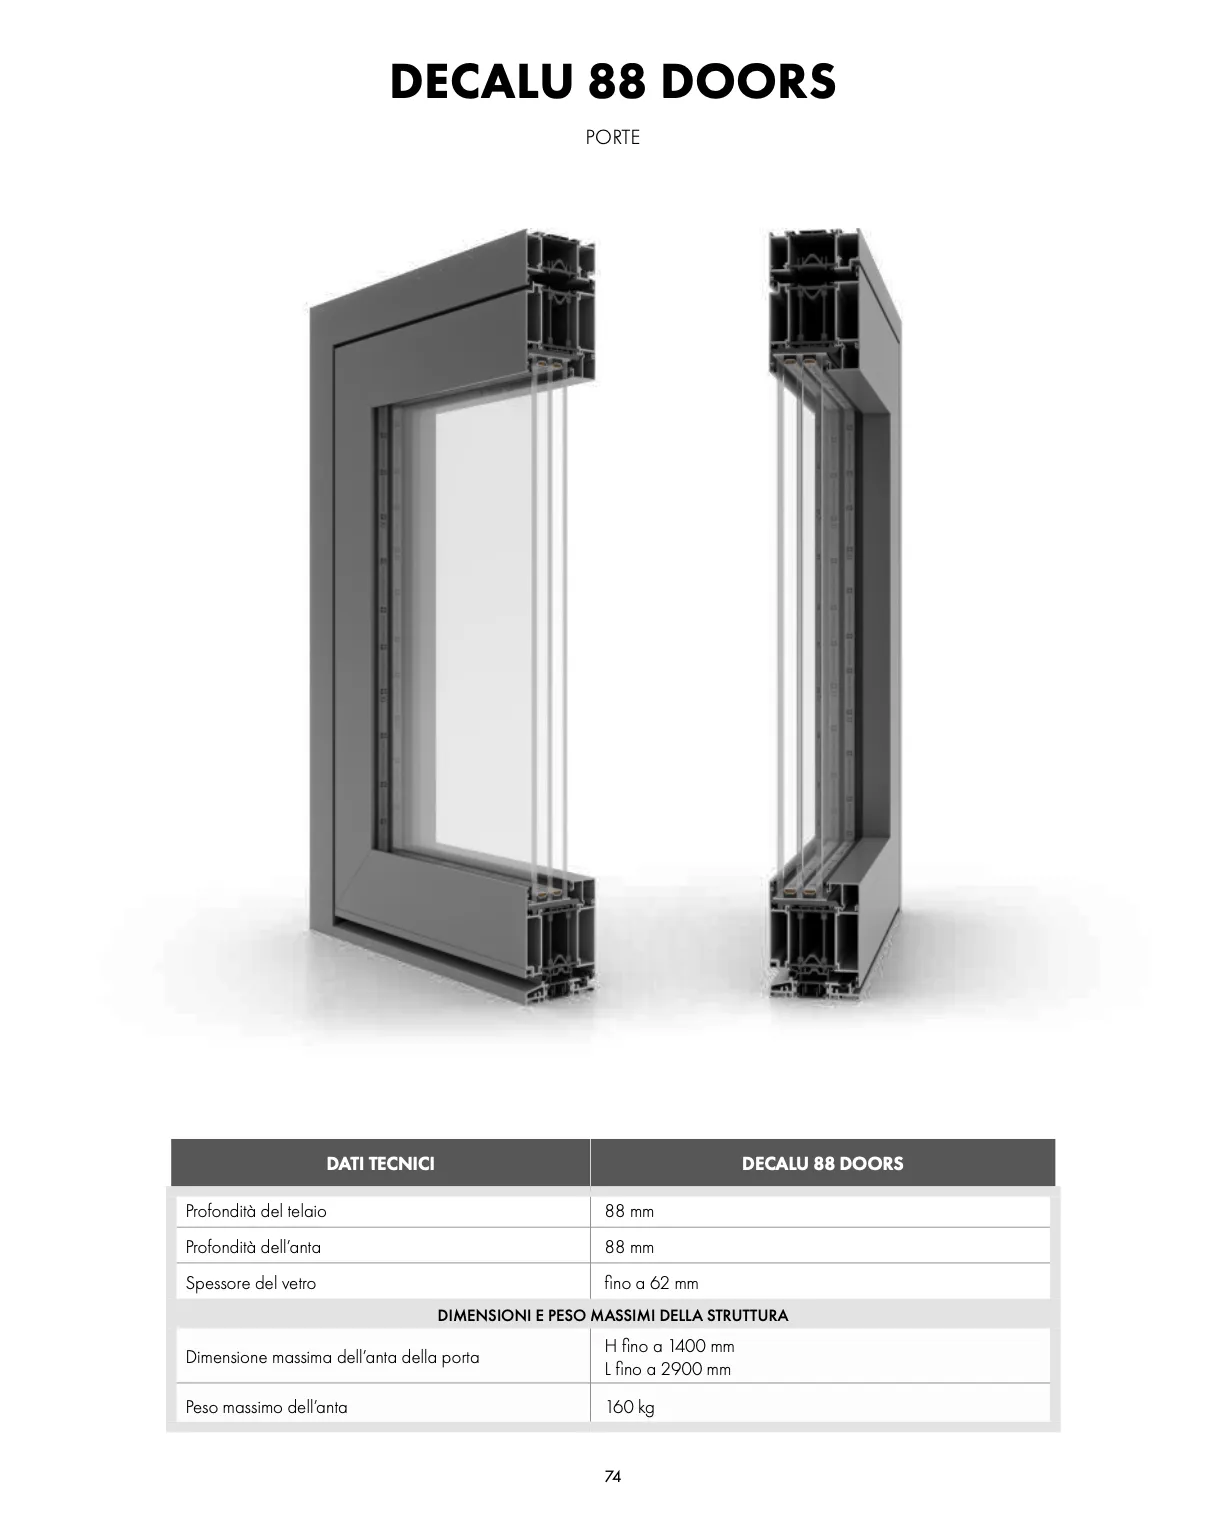 DECALU 88 DOORS
PORTE
DATI TECNICI
DECALU 88 DOORS
Profondità del telaio
88 mm
Profondità dell'anta
88 mm
Spessore del vetro
fino a 62 mm
DIMENSIONI E PESO MASSIMI DELLA STRUTTURA
Dimensione massima dell'anta della porta
H fino a 1400 mm
L fino a 2900 mm
Peso massimo dell'anta
160 kg
74